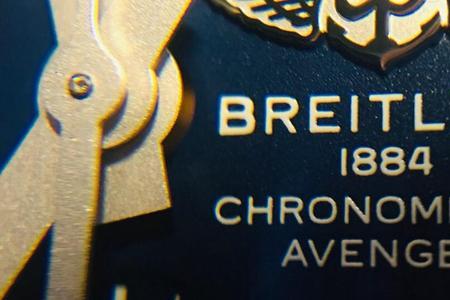 BREITL
1884
CHRONOM
AVENGE